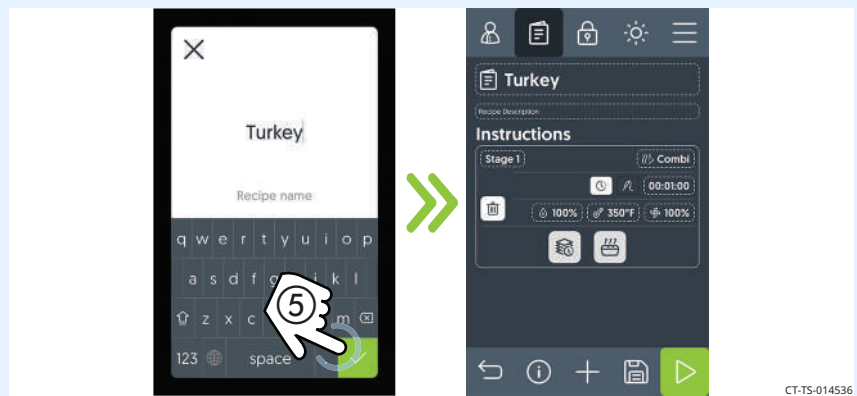 Turkey
Recipe name
q w e r t y u i o p
a s d f g k l
z x c m
123 space
5
Turkey
Recipe Description
Instructions
Stage 1 Combi
00:01:00
100% 350°F 100%
CT-TS-014536